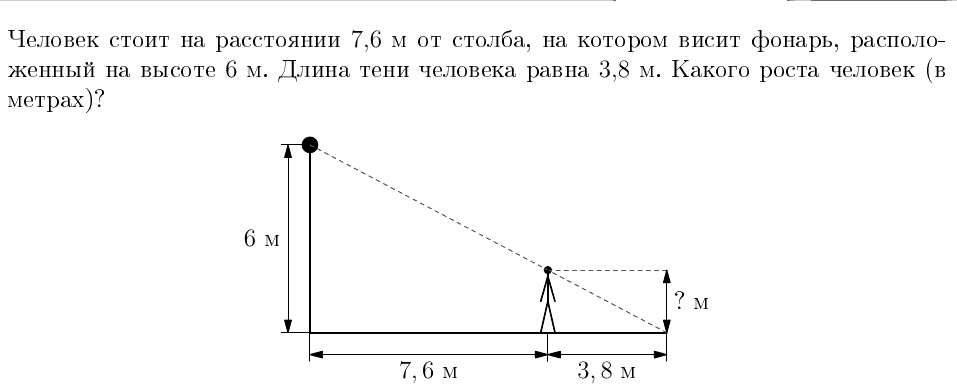 Человек стоит на расстоянии 7,6 м от столба, на котором висит фонарь, располо-
женный на высоте 6 м. Длина тени человека равна 3,8 м. Какого роста человек (в
метрах)?
6 м
? м
7, 6 м
3, 8 м